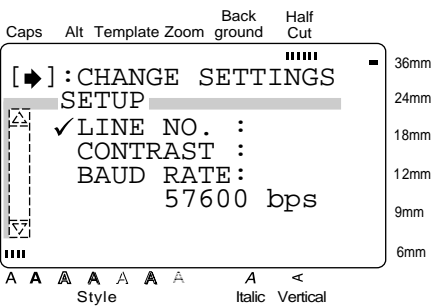 Back Half
Caps Alt Template Zoom ground Cut
[➡]:CHANGE SETTINGS
SETUP
✓LINE NO. :
CONTRAST :
BAUD RATE:
57600 bps
36mm
24mm
18mm
12mm
9mm
6mm
A A A A A A A A <
Style Italic Vertical